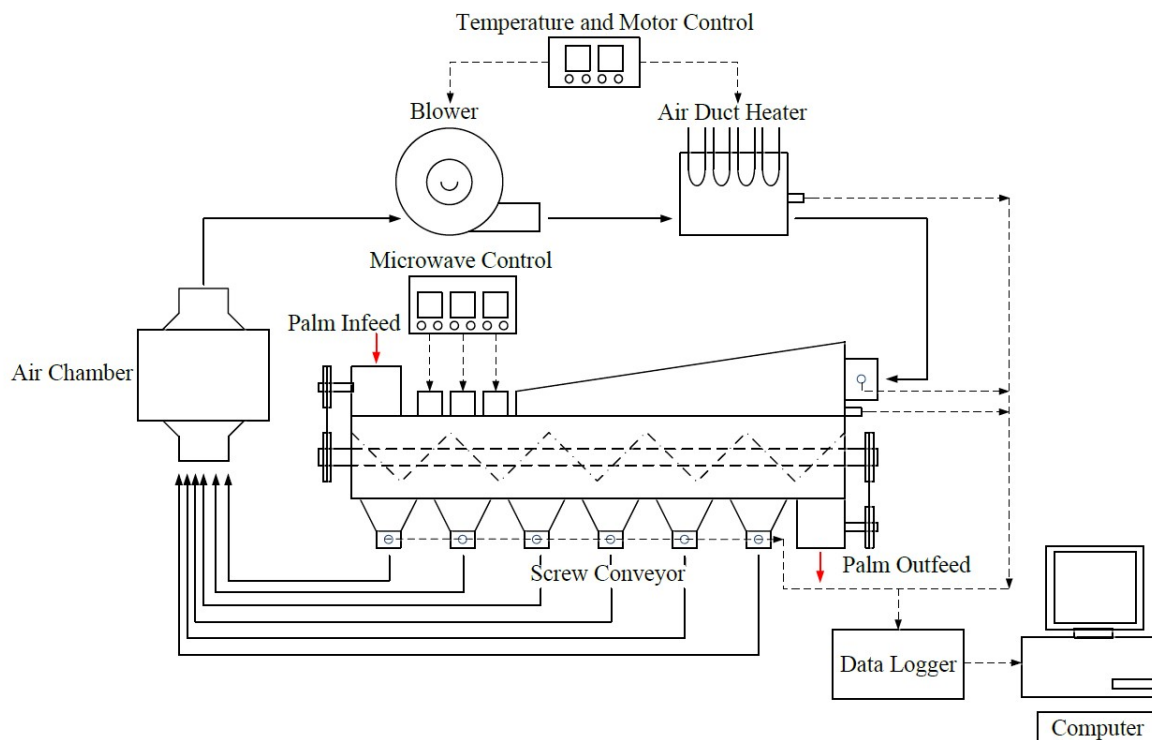 Temperature and Motor Control
Blower
Air Duct Heater
Microwave Control
Palm Infeed
Air Chamber
Screw Conveyor
Palm Outfeed
Data Logger
Computer